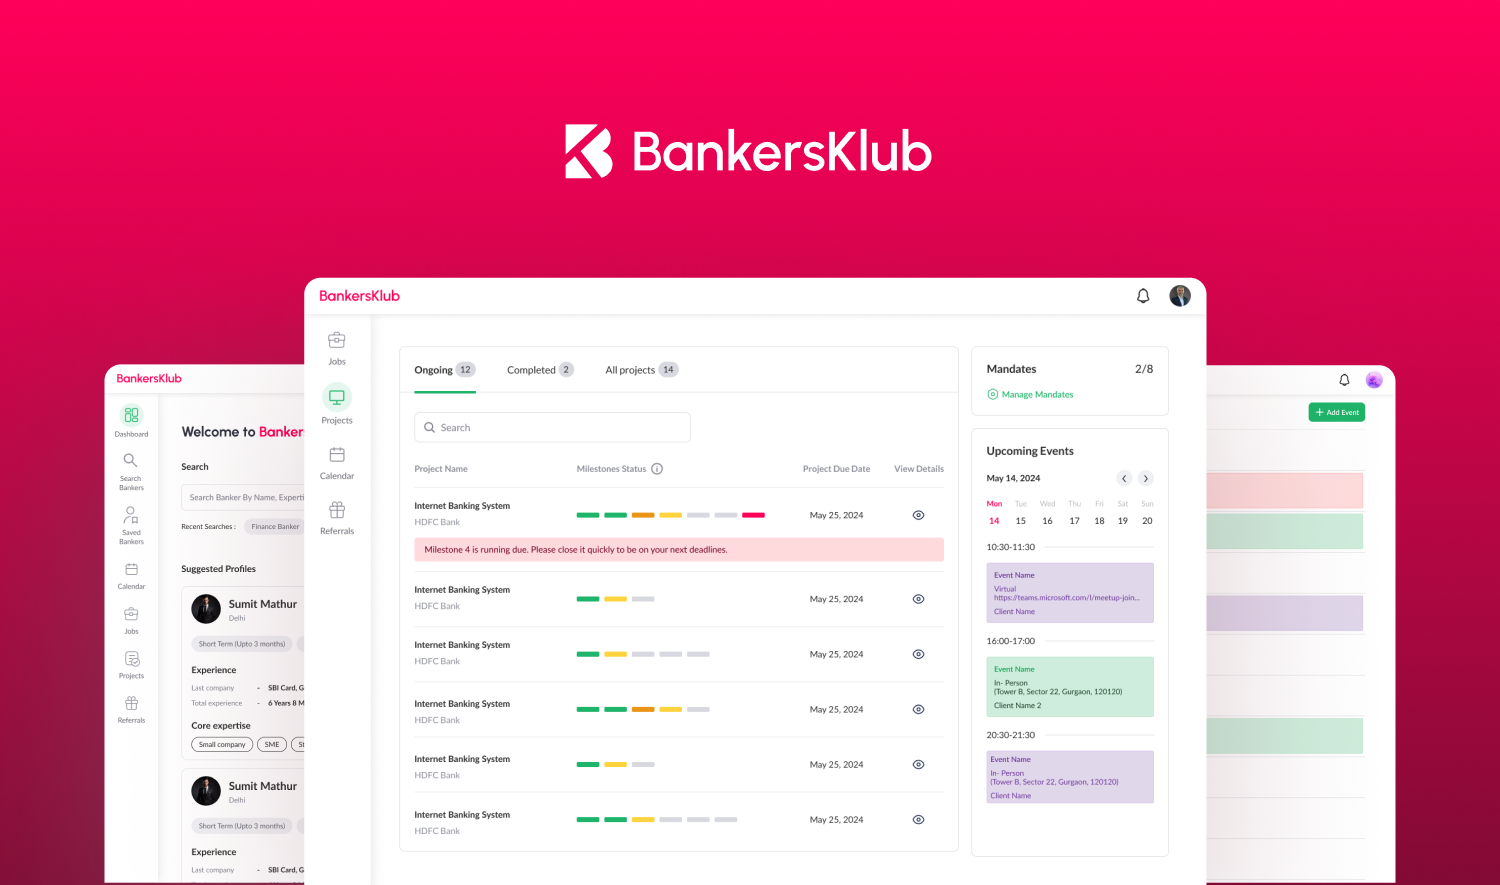 BankersKlub
BankersKlub
Jobs
Projects
Calendar
Referrals
Ongoing 12 Completed 2 All projects 14
Search
Project Name Milestones Status Project Due Date View Details
Internet Banking System
HDFC Bank
May 25, 2024
Milestone 4 is running due. Please close it quickly to be on your next deadlines.
Internet Banking System
HDFC Bank
May 25, 2024
Internet Banking System
HDFC Bank
May 25, 2024
Internet Banking System
HDFC Bank
May 25, 2024
Internet Banking System
HDFC Bank
May 25, 2024
Internet Banking System
HDFC Bank
May 25, 2024
Mandates 2/8
Manage Mandates
Upcoming Events
May 14, 2024
Mon Tue Wed Thu Fri Sat Sun
14 15 16 17 18 19 20
10:30-11:30
Event Name
Virtual
https://teams.microsoft.com/l/meetup-join...
Client Name
16:00-17:00
Event Name
In- Person
(Tower B, Sector 22, Gurgaon, 120120)
Client Name 2
20:30-21:30
Event Name
In- Person
(Tower B, Sector 22, Gurgaon, 120120)
Client Name
BankersKlub
Dashboard
Search
Bankers
Saved
Bankers
Calendar
Jobs
Projects
Referrals
Welcome to Bankers
Search
Search Banker By Name, Experti
Recent Searches : Finance Banker
Suggested Profiles
Sumit Mathur
Delhi
Short Term (Upto 3 months)
Experience
Last company - SBI Card, G
Total experience - 6 Years 8 M
Core expertise
Small company SME St
Sumit Mathur
Delhi
Short Term (Upto 3 months)
Experience
Last company - SBI Card, G
+ Add Event